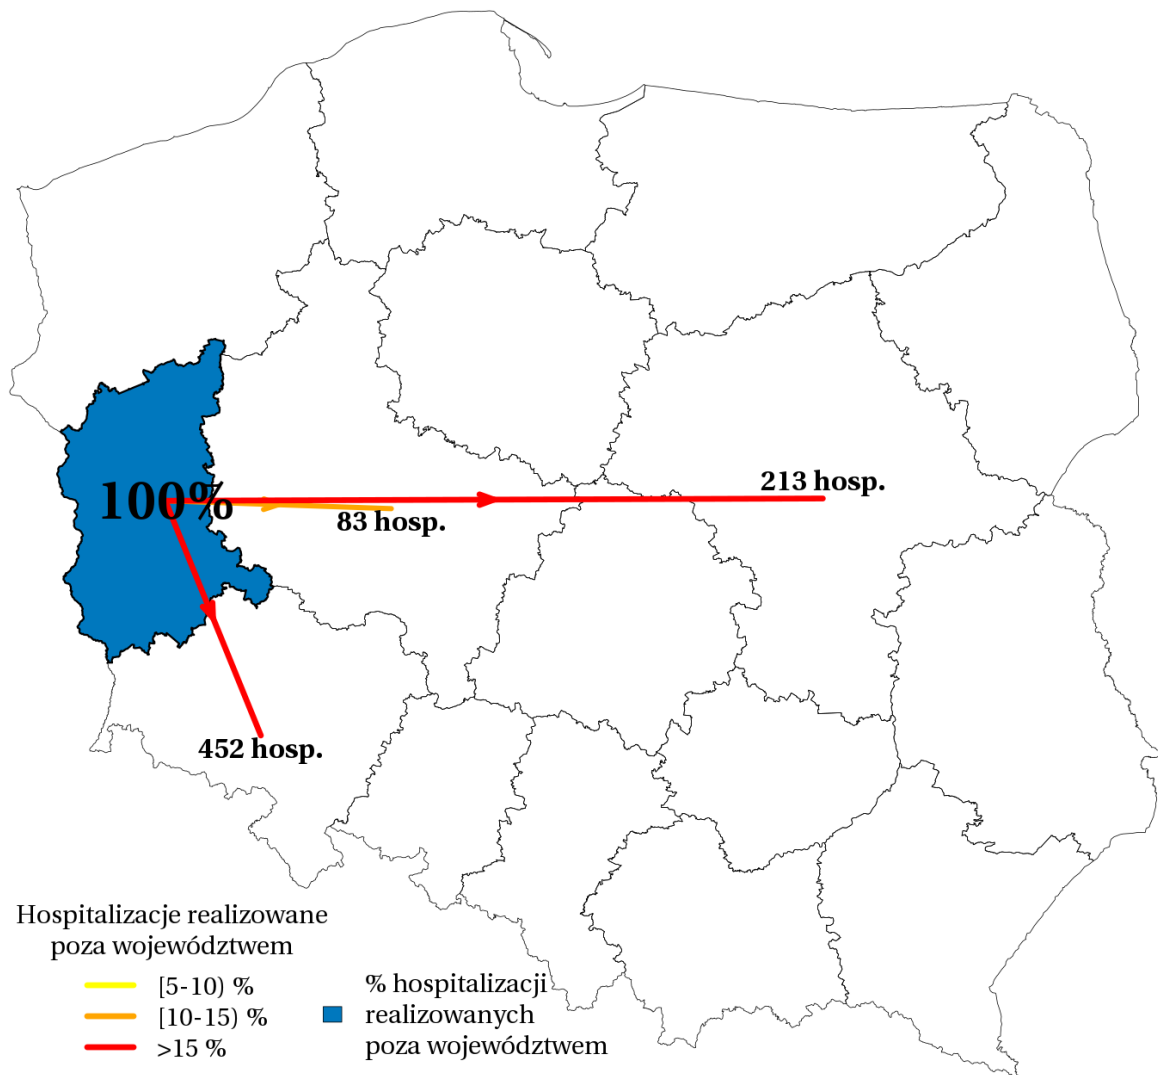 213 hosp.
100%
83 hosp.
452 hosp.
Hospitalizacje realizowane
poza województwem
[5-10) %
[10-15) %
>15 %
% hospitalizacji
realizowanych
poza województwem